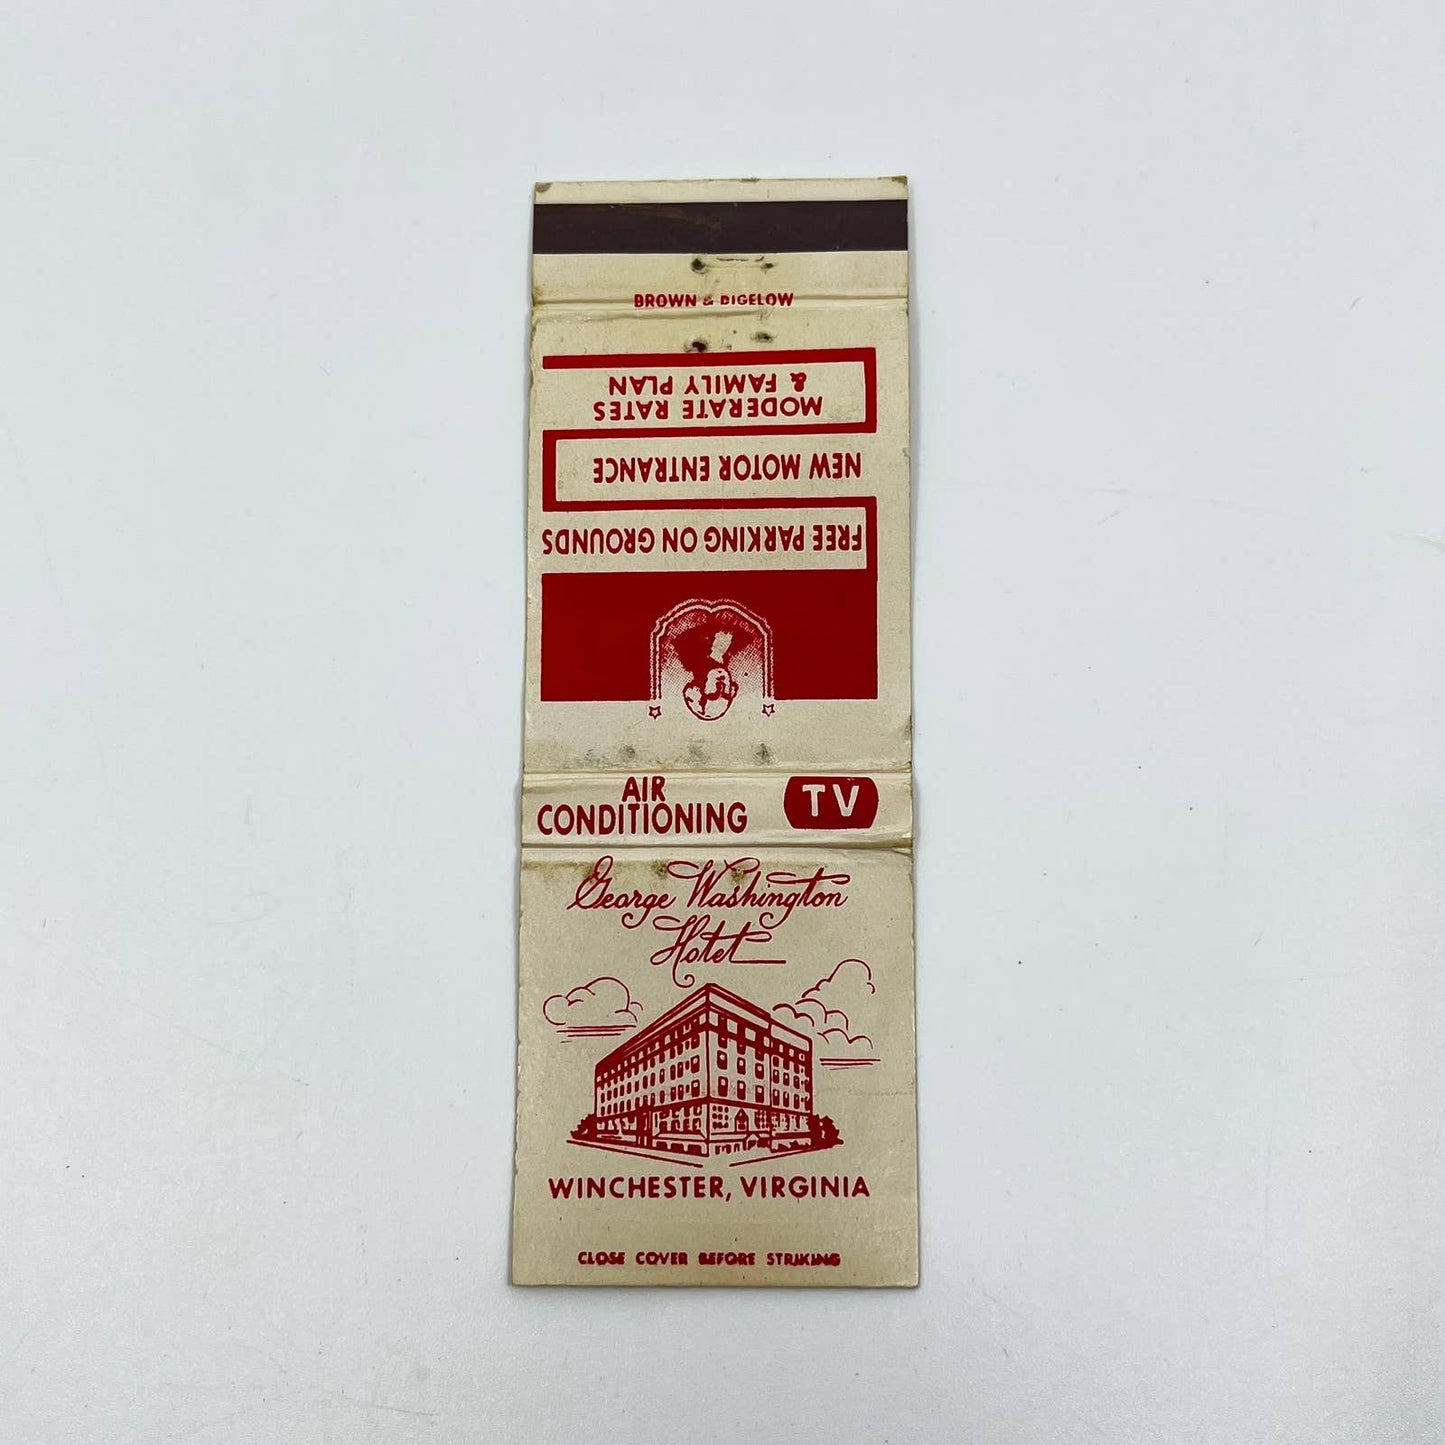 BROWN & BIGELOW
MODERATE RATES
& FAMILY PLAN
NEW MOTOR ENTRANCE
FREE PARKING ON GROUNDS
AIR
CONDITIONING
TV
George Washington
Hotel
WINCHESTER, VIRGINIA
CLOSE COVER BEFORE STRIKING